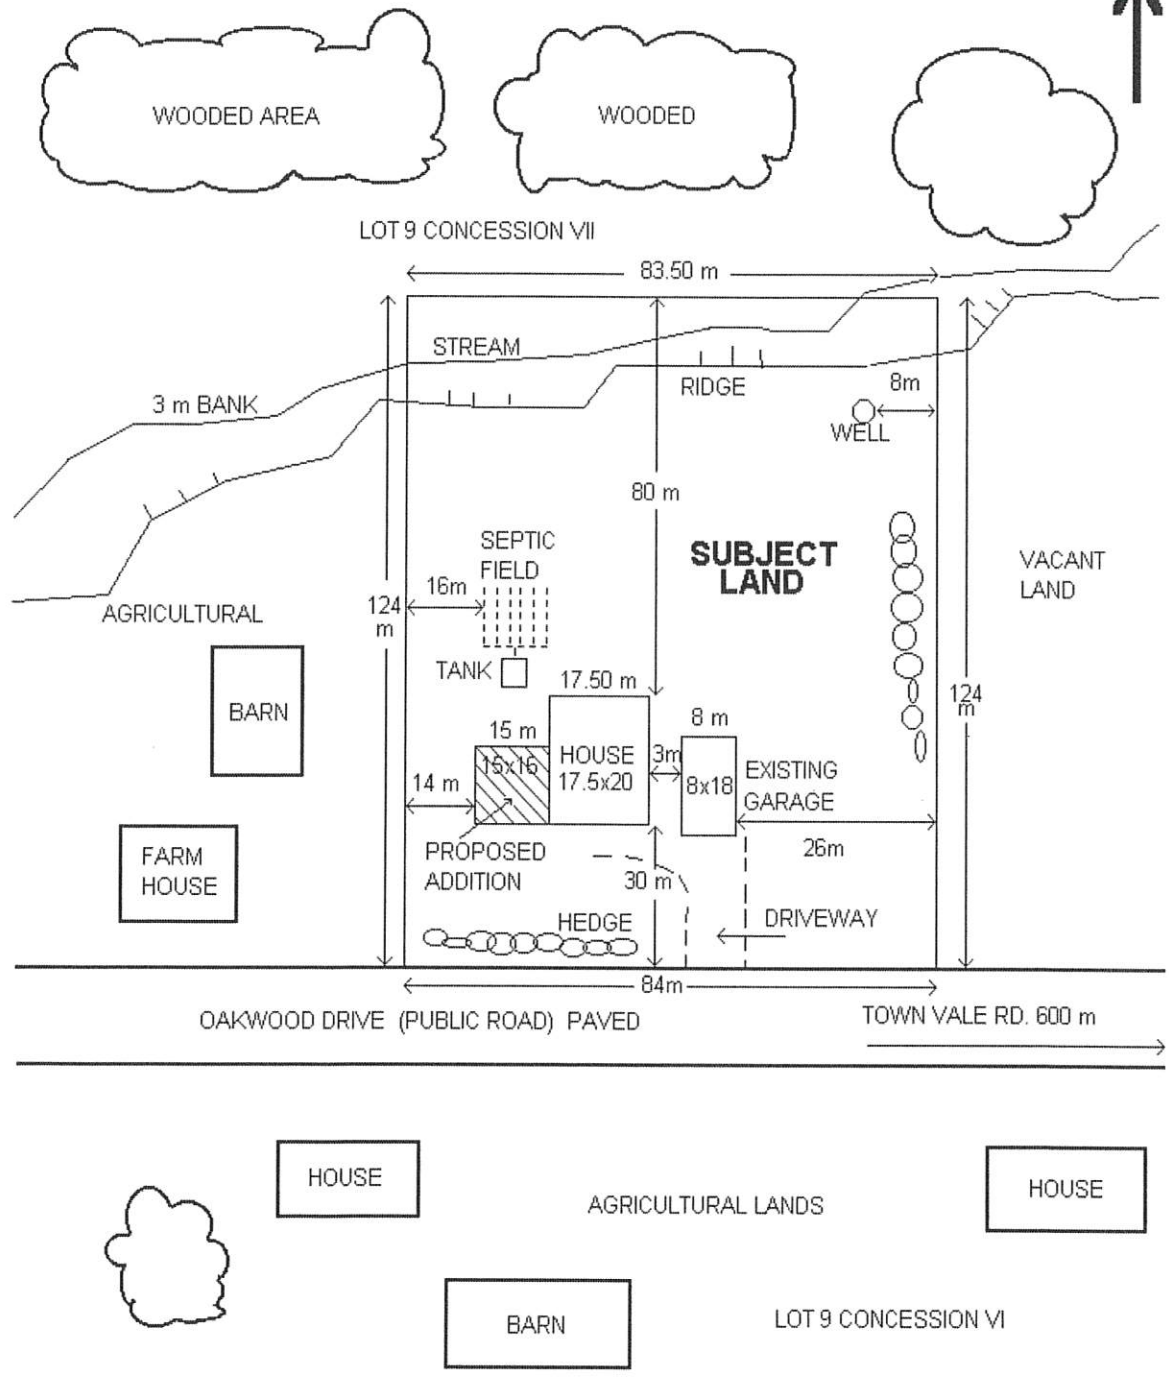 WOODED AREA
WOODED
LOT 9 CONCESSION VII
83.50 m
STREAM
RIDGE
8m
3 m BANK
WELL
80 m
SEPTIC
FIELD
SUBJECT
LAND
VACANT
LAND
16m
124
m
AGRICULTURAL
TANK
17.50 m
124
m
BARN
15 m
8 m
HOUSE
17.5x20
15x16
3m
14 m
8x18
EXISTING
GARAGE
26m
PROPOSED
ADDITION
FARM
HOUSE
30 m
HEDGE
DRIVEWAY
84m
OAKWOOD DRIVE (PUBLIC ROAD) PAVED
TOWN VALE RD. 600 m
HOUSE
AGRICULTURAL LANDS
HOUSE
BARN
LOT 9 CONCESSION VI